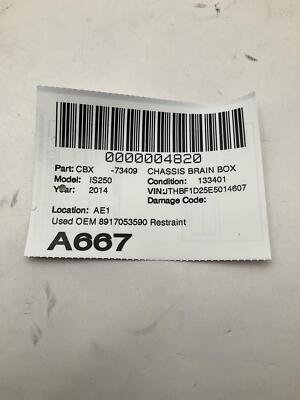 0000004820
Part: CBX -73409 CHASSIS BRAIN BOX
Model: IS250 Condition: 133401
Year: 2014 VIN:JTHBF1D25E5014607
Damage Code:
Location: AE1
Used OEM 8917053590 Restraint
A667